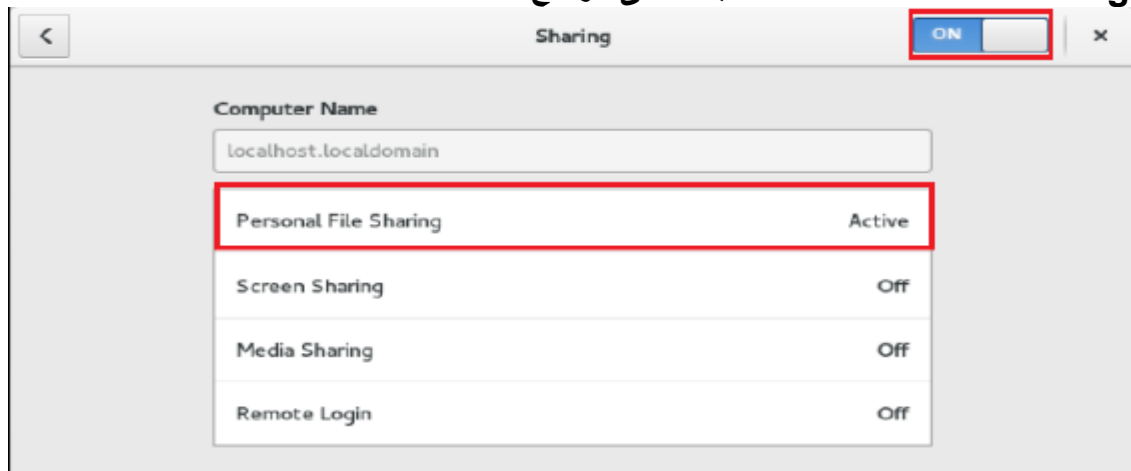 Sharing
ON
Computer Name
localhost.localdomain
Personal File Sharing Active
Screen Sharing Off
Media Sharing Off
Remote Login Off